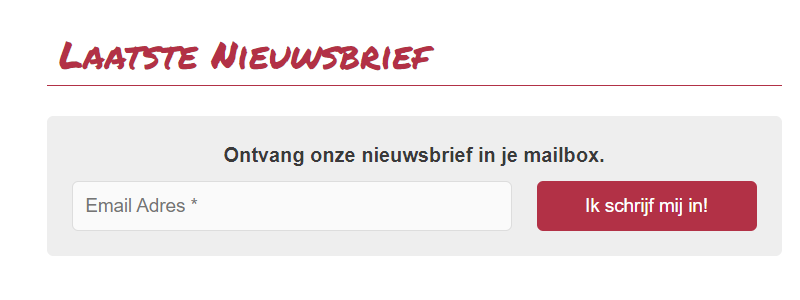 Laatste Nieuwsbrief
Ontvang onze nieuwsbrief in je mailbox.
Email Adres *
Ik schrijf mij in!